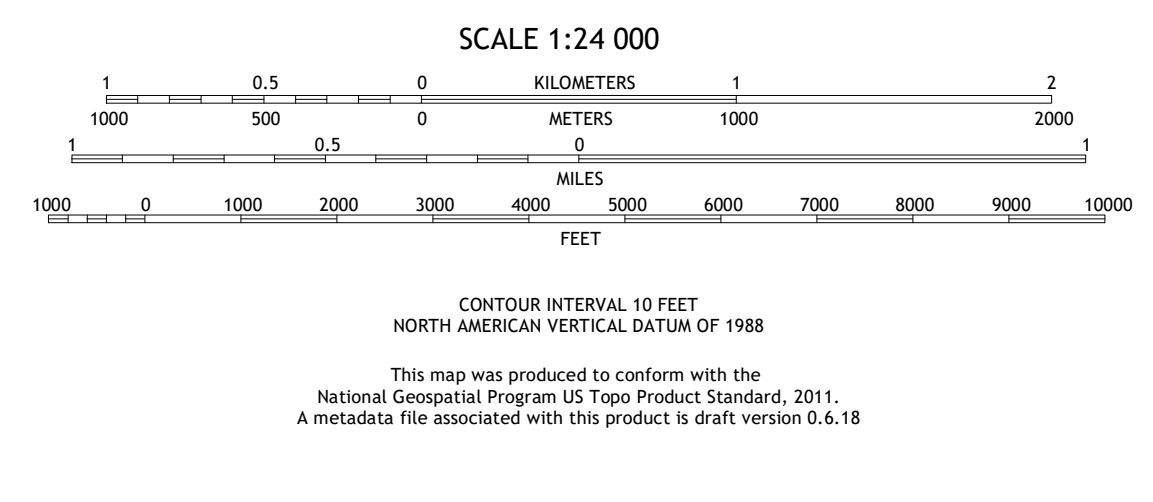 SCALE 1:24 000
1 0.5 0 KILOMETERS 1 2
1000 500 0 METERS 1000 2000
1 0.5 0 1
MILES
1000 0 1000 2000 3000 4000 5000 6000 7000 8000 9000 10000
FEET
CONTOUR INTERVAL 10 FEET
NORTH AMERICAN VERTICAL DATUM OF 1988
This map was produced to conform with the
National Geospatial Program US Topo Product Standard, 2011.
A metadata file associated with this product is draft version 0.6.18